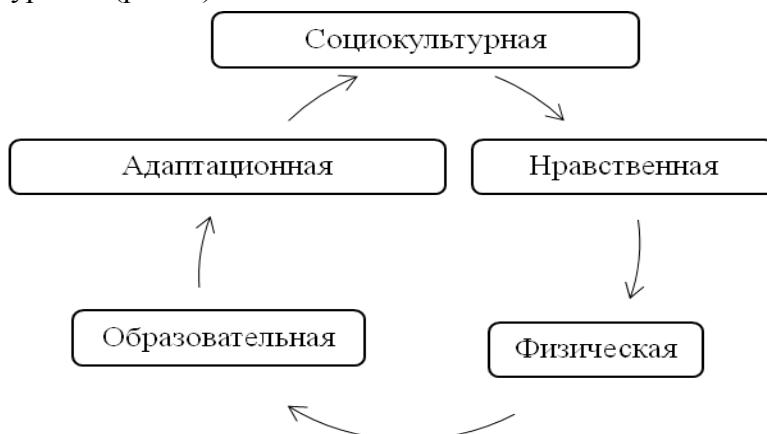 Социокультурная
Адаптационная
Нравственная
Образовательная
Физическая